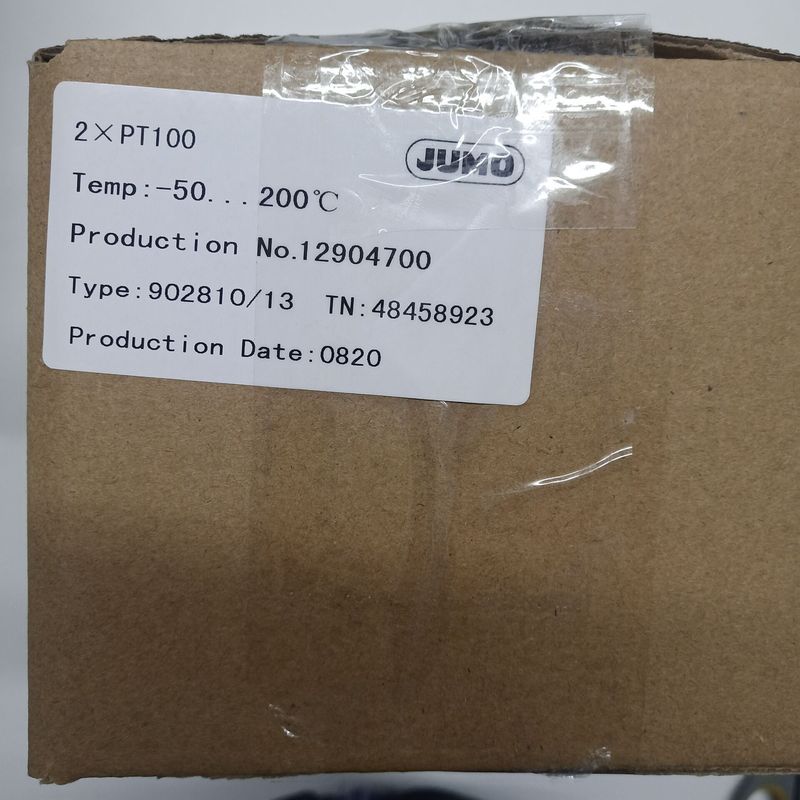 2×PT100
JUMO
Temp:-50...200℃
Production No.12904700
Type:902810/13 TN:48458923
Production Date:0820